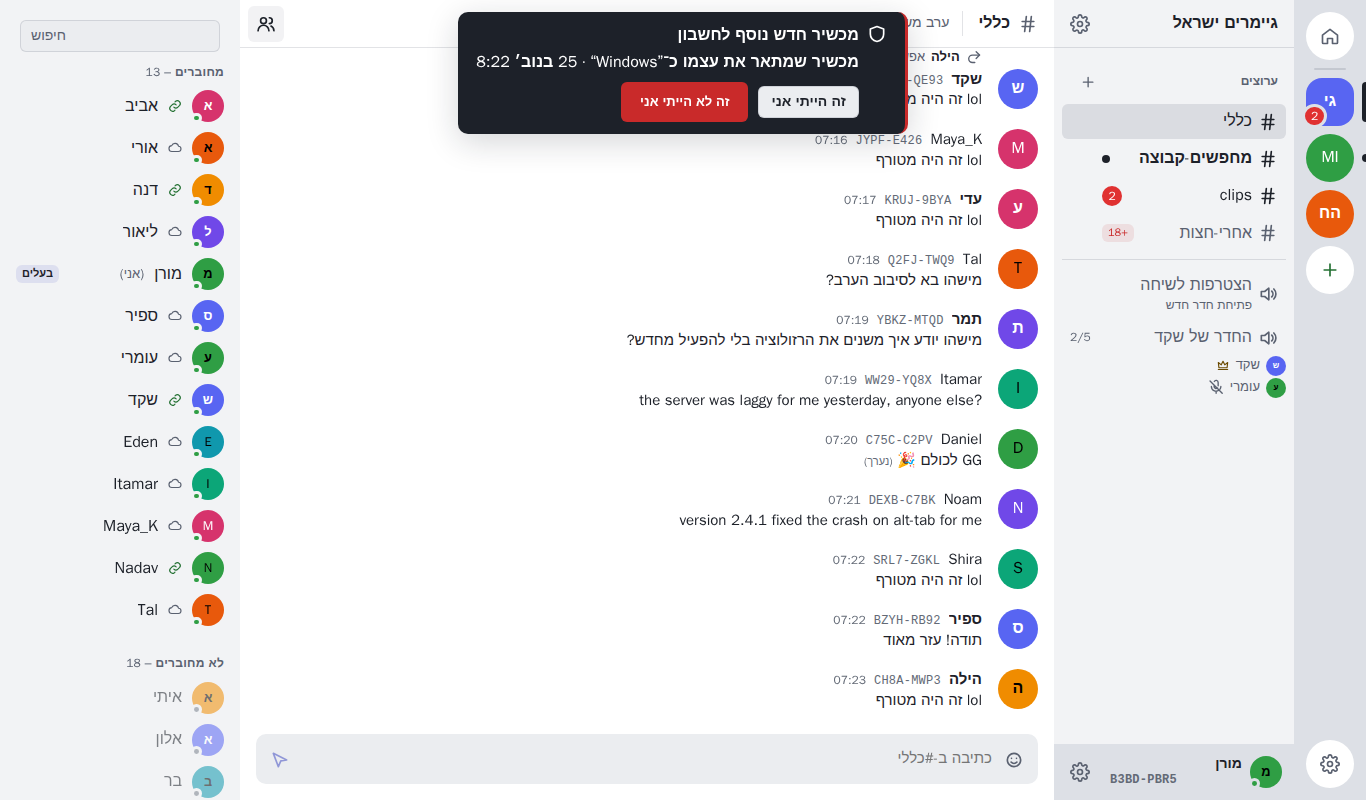 גי
2
MI
הח
גיימרים ישראל
ערוצים
כללי
מחפשים-קבוצה
clips
2
אחרי-חצות
18+
הצטרפות לשיחה
פתיחת חדר חדש
החדר של שקד
2/5
ש
שקד
ע
עומרי
מ
מורן
B3BD-PBR5
כללי
ערב
מכשיר חדש נוסף לחשבון
מכשיר שמתאר את עצמו כ־"Windows" · 25 בנוב׳ 8:22
זה הייתי אני
זה לא הייתי אני
הילה
ש
שקד
-QE93
lol זה היה
M
Maya_K JYPF-E426 07:16
lol זה היה מטורף
ע
עדי KRUJ-9BYA 07:17
lol זה היה מטורף
T
Tal Q2FJ-TWQ9 07:18
מישהו בא לסיבוב הערב?
ת
תמר YBKZ-MTQD 07:19
מישהו יודע איך משנים את הרזולוציה בלי להפעיל מחדש?
I
Itamar WW29-YQ8X 07:19
the server was laggy for me yesterday, anyone else?
D
Daniel C75C-C2PV 07:20
GG לכולם 🎉 (נערך)
N
Noam DEXB-C7BK 07:21
version 2.4.1 fixed the crash on alt-tab for me
S
Shira SRL7-ZGKL 07:22
lol זה היה מטורף
ס
ספיר BZYH-RB92 07:22
תודה! עזר מאוד
ה
הילה CH8A-MWP3 07:23
lol זה היה מטורף
כתיבה ב-#כללי
חיפוש
מחוברים – 13
א
אביב
א
אורי
ד
דנה
ל
ליאור
מ
מורן (אני)
בעלים
ס
ספיר
ע
עומרי
ש
שקד
E
Eden
I
Itamar
M
Maya_K
N
Nadav
T
Tal
לא מחוברים – 18
א
איתי
א
אלון
ב
בר